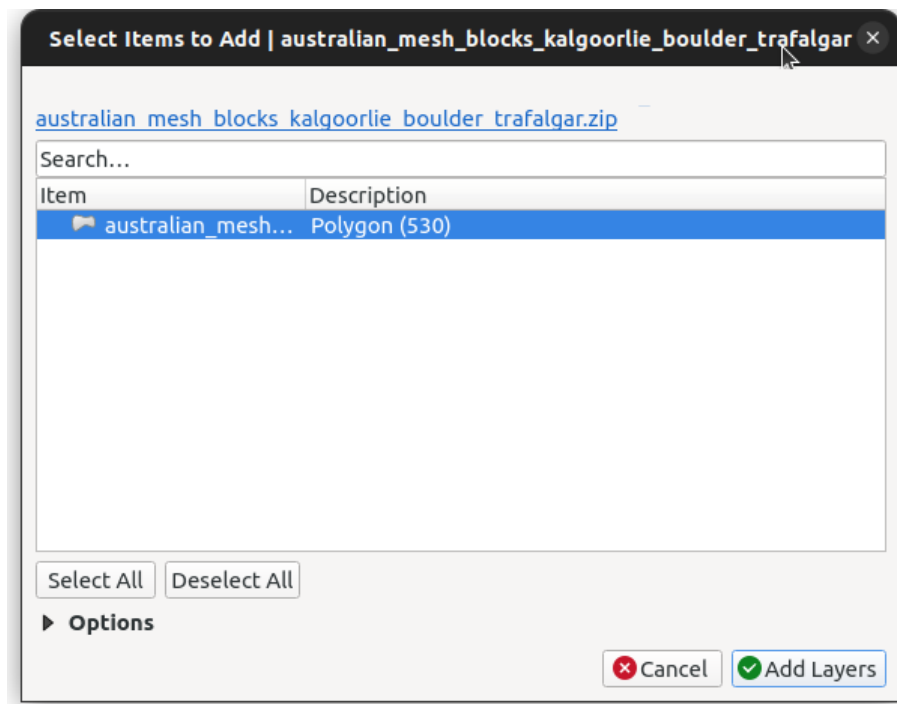 Select Items to Add | australian_mesh_blocks_kalgoorlie_boulder_trafalgar
australian_mesh_blocks_kalgoorlie_boulder_trafalgar.zip
Search…
Item Description
australian_mesh… Polygon (530)
Select All Deselect All
Options
Cancel Add Layers